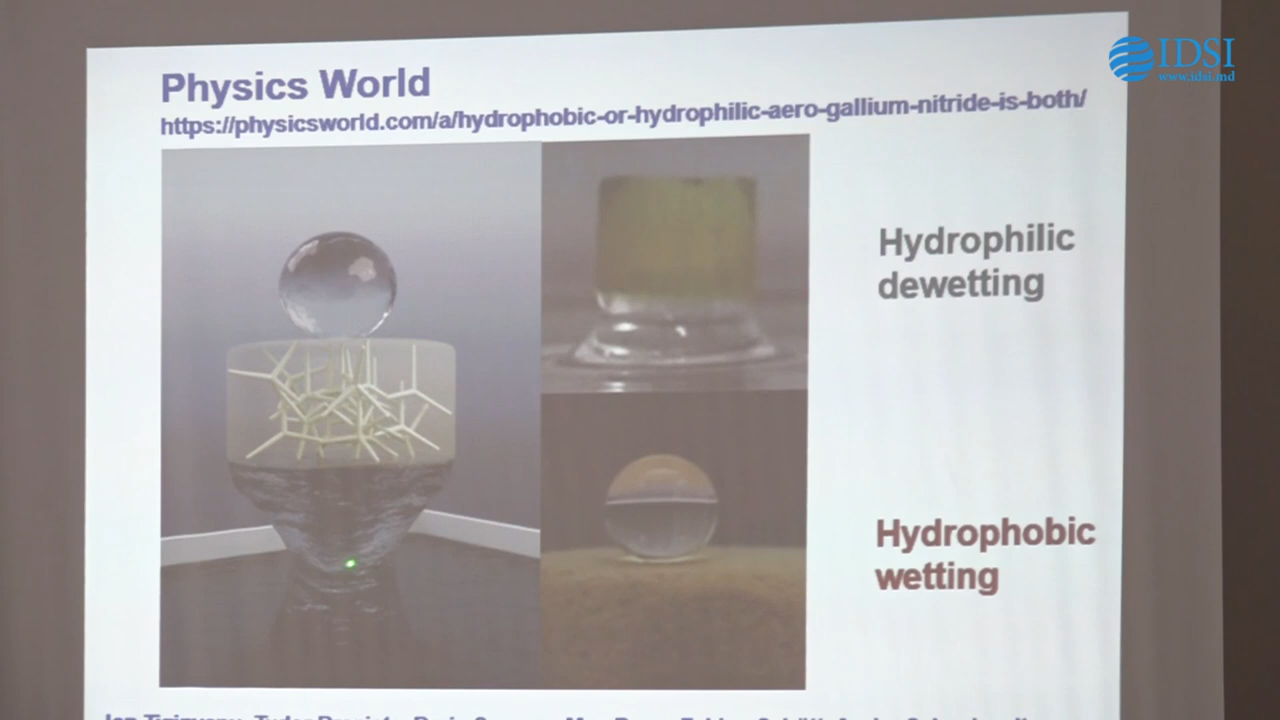 IDSI
www.idsi.md
Physics World
https://physicsworld.com/a/hydrophobic-or-hydrophilic-aero-gallium-nitride-is-both/
Hydrophilic
dewetting
Hydrophobic
wetting